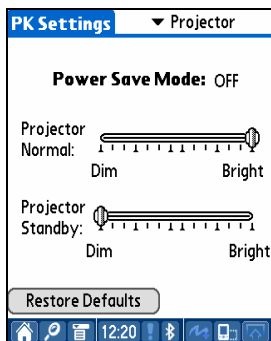 PK Settings ▼ Projector
Power Save Mode: OFF
Projector
Normal:
Dim Bright
Projector
Standby:
Dim Bright
Restore Defaults
12:20